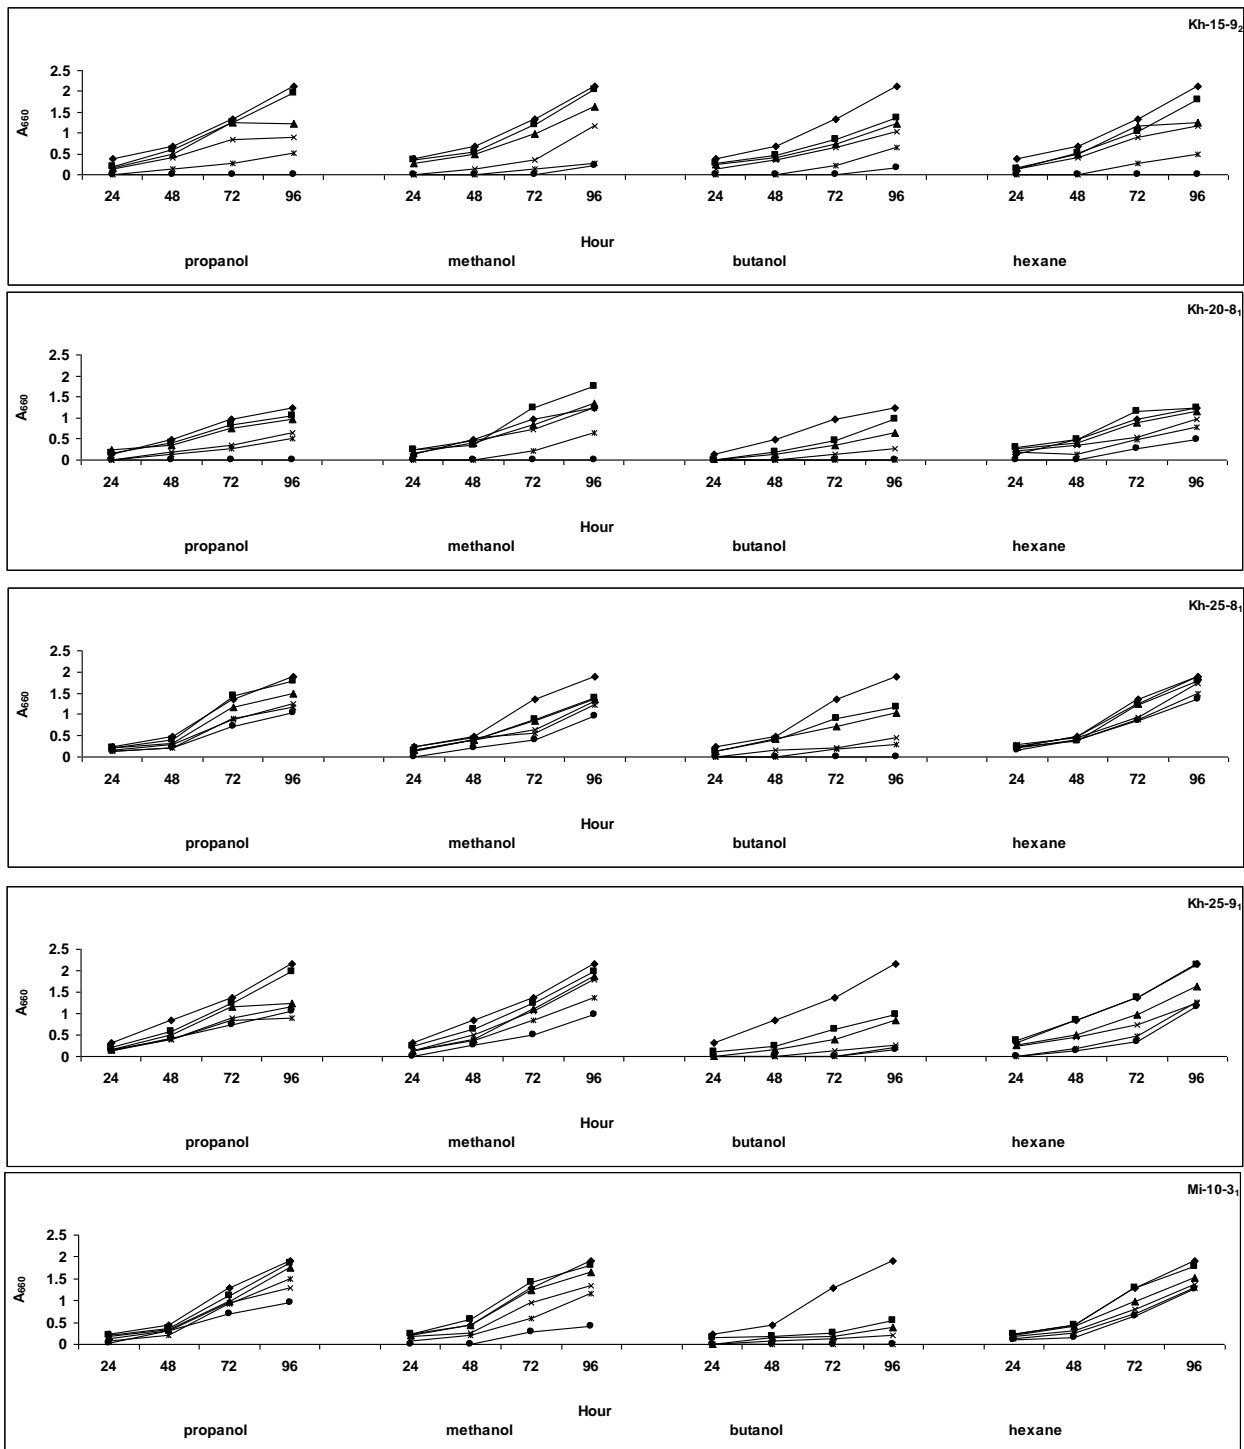 Kh-15-9₂
2.5
2
1.5
1
0.5
0
A₆₆₀
24 48 72 96 24 48 72 96 24 48 72 96 24 48 72 96
Hour
propanol methanol butanol hexane
Kh-20-8₁
2.5
2
1.5
1
0.5
0
A₆₆₀
24 48 72 96 24 48 72 96 24 48 72 96 24 48 72 96
Hour
propanol methanol butanol hexane
Kh-25-8₁
2.5
2
1.5
1
0.5
0
A₆₆₀
24 48 72 96 24 48 72 96 24 48 72 96 24 48 72 96
Hour
propanol methanol butanol hexane
Kh-25-9₁
2.5
2
1.5
1
0.5
0
A₆₆₀
24 48 72 96 24 48 72 96 24 48 72 96 24 48 72 96
Hour
propanol methanol butanol hexane
Mi-10-3₁
2.5
2
1.5
1
0.5
0
A₆₆₀
24 48 72 96 24 48 72 96 24 48 72 96 24 48 72 96
Hour
propanol methanol butanol hexane